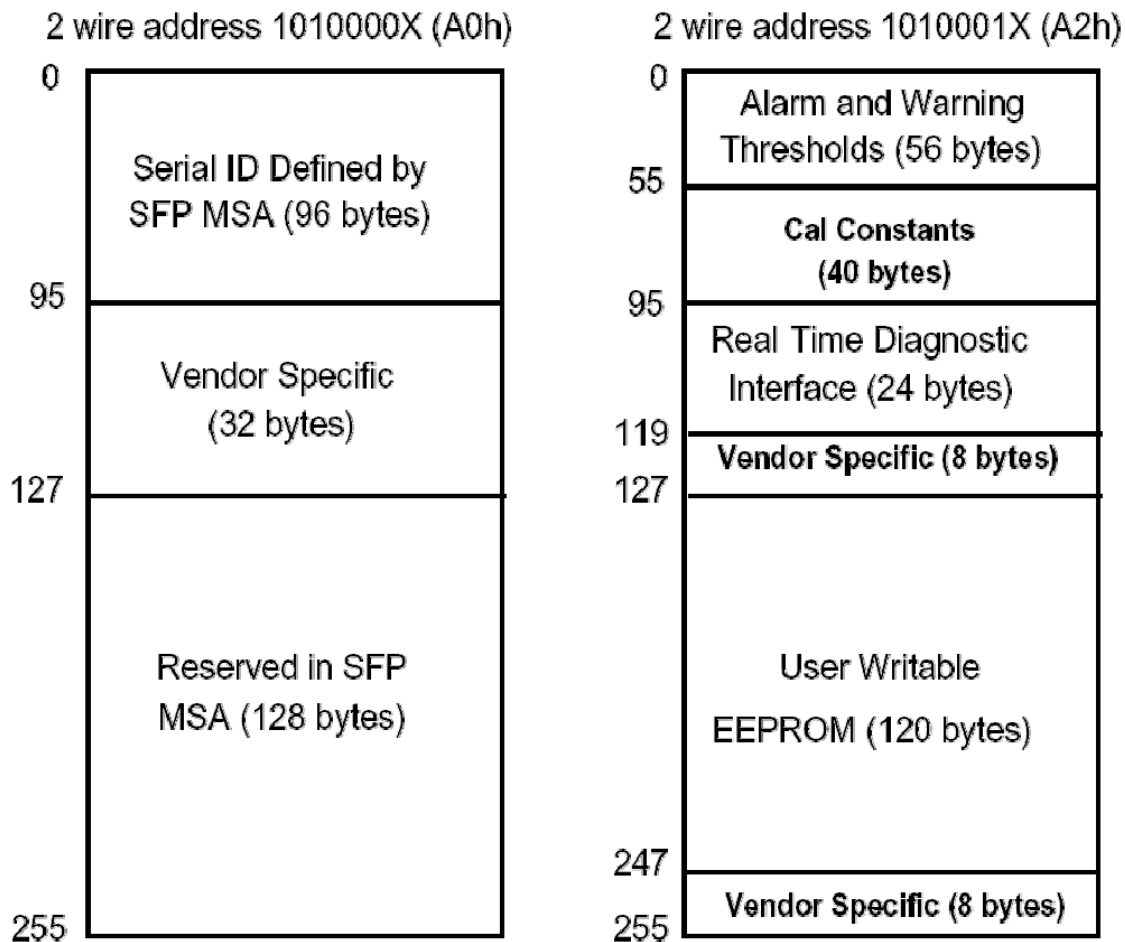 2 wire address 1010000X (A0h)
0
Serial ID Defined by
SFP MSA (96 bytes)
95
Vendor Specific
(32 bytes)
127
Reserved in SFP
MSA (128 bytes)
255
2 wire address 1010001X (A2h)
0
Alarm and Warning
Thresholds (56 bytes)
55
Cal Constants
(40 bytes)
95
Real Time Diagnostic
Interface (24 bytes)
119
Vendor Specific (8 bytes)
127
User Writable
EEPROM (120 bytes)
247
Vendor Specific (8 bytes)
255